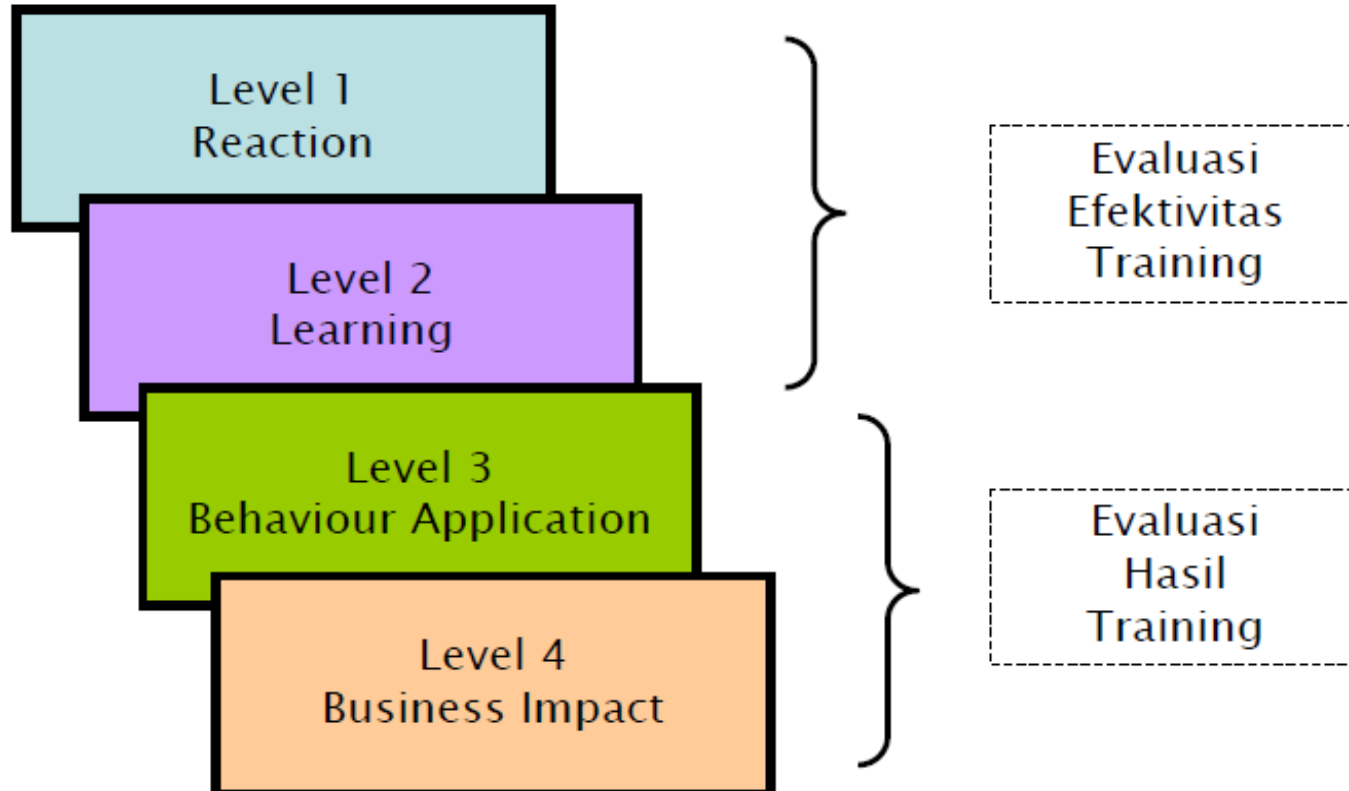 Level 1
Reaction
Level 2
Learning
Level 3
Behaviour Application
Level 4
Business Impact
Evaluasi
Efektivitas
Training
Evaluasi
Hasil
Training